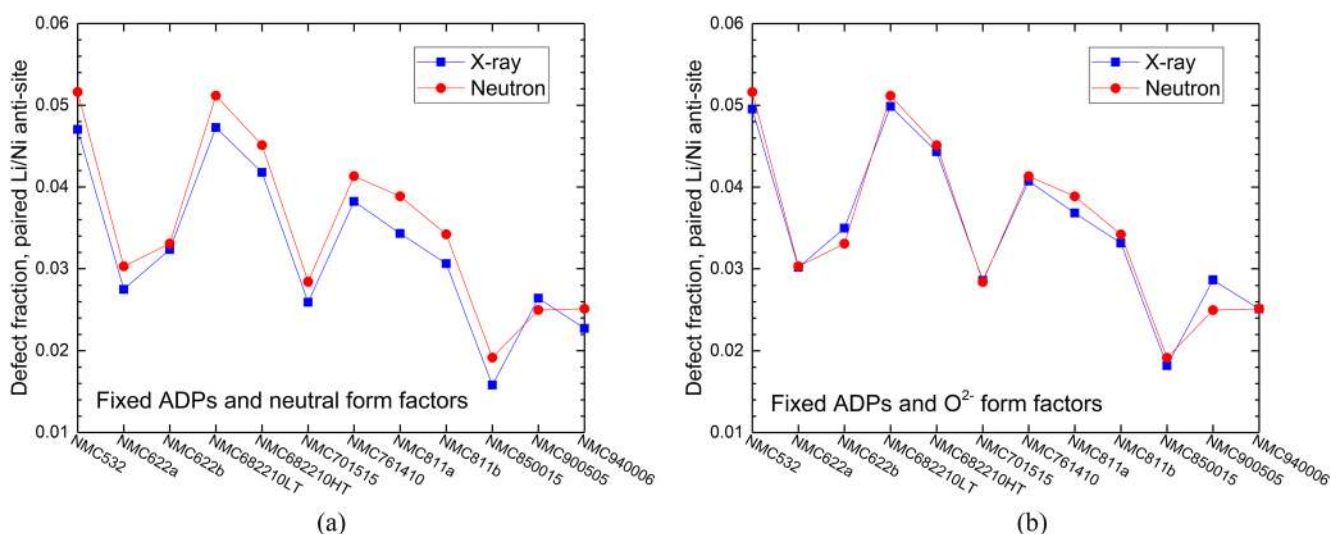 Defect fraction, paired Li/Ni anti-site
0.06
0.05
0.04
0.03
0.02
0.01
X-ray
Neutron
Fixed ADPs and neutral form factors
NMC532
NMC622a
NMC622b
NMC682210LT
NMC682210HT
NMC701515
NMC761410
NMC811a
NMC811b
NMC850015
NMC900505
NMC940006
(a)
Defect fraction, paired Li/Ni anti-site
0.06
0.05
0.04
0.03
0.02
0.01
X-ray
Neutron
Fixed ADPs and O²⁻ form factors
NMC532
NMC622a
NMC622b
NMC682210LT
NMC682210HT
NMC701515
NMC761410
NMC811a
NMC811b
NMC850015
NMC900505
NMC940006
(b)